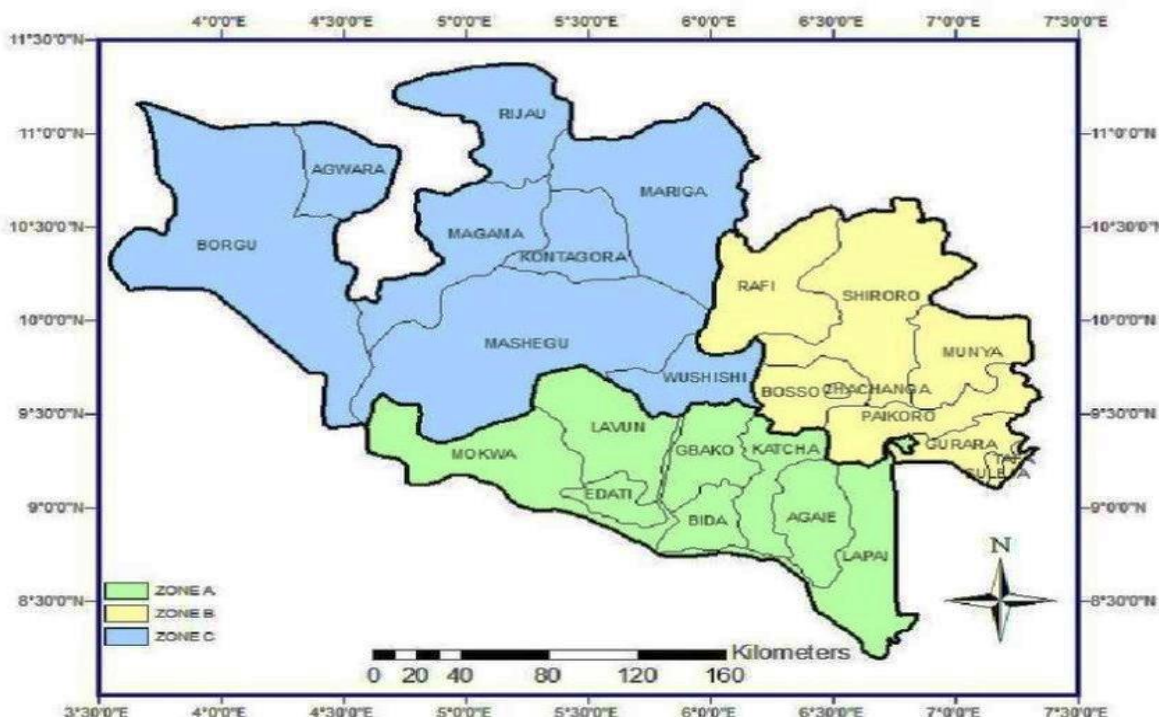 4°0'0"E 4°30'0"E 5°0'0"E 5°30'0"E 6°0'0"E 6°30'0"E 7°0'0"E 7°30'0"E
11°30'0"N
RIJAU
11°0'0"N 11°0'0"N
AGWARA
MARIGA
10°30'0"N 10°30'0"N
MAGAMA
BORGU
KONTAGORA
RAFI
SHIRORO
10°0'0"N 10°0'0"N
MASHEGU
MUNYA
WUSHISHI
BOSSO CHACHANGA
9°30'0"N PAIKORO 9°30'0"N
LAVUN
MOKWA GBAKO KATCHA GURARA
EDATI
9°0'0"N 9°0'0"N
BIDA AGAIE
N
LAPAI
ZONE A
8°30'0"N 8°30'0"N
ZONE B
ZONE C
Kilometers
0 20 40 80 120 160
3°30'0"E 4°0'0"E 4°30'0"E 5°0'0"E 5°30'0"E 6°0'0"E 6°30'0"E 7°0'0"E 7°30'0"E